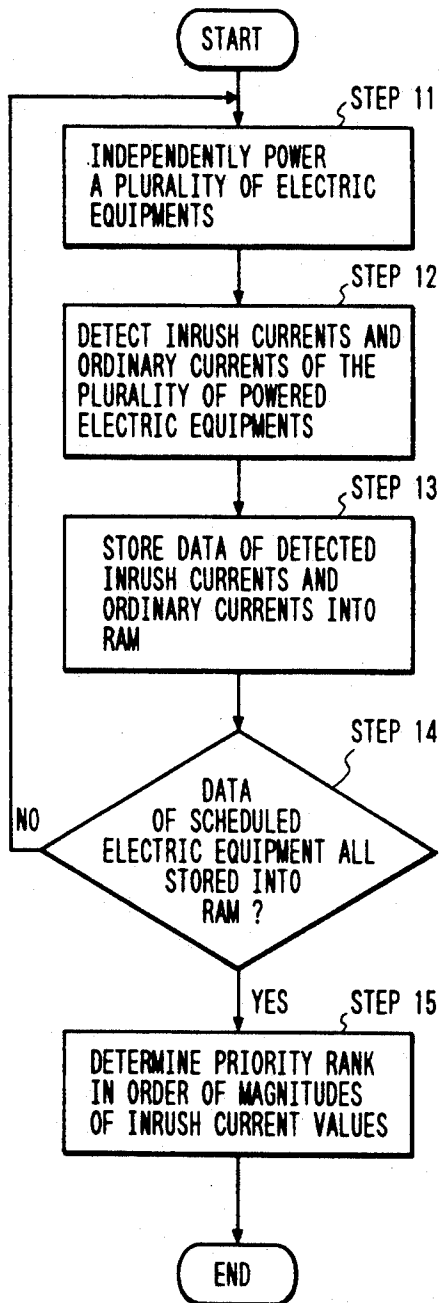 START
STEP 11
INDEPENDENTLY POWER
A PLURALITY OF ELECTRIC
EQUIPMENTS
STEP 12
DETECT INRUSH CURRENTS AND
ORDINARY CURRENTS OF THE
PLURALITY OF POWERED
ELECTRIC EQUIPMENTS
STEP 13
STORE DATA OF DETECTED
INRUSH CURRENTS AND
ORDINARY CURRENTS INTO
RAM
STEP 14
DATA
OF SCHEDULED
ELECTRIC EQUIPMENT ALL
STORED INTO
RAM ?
NO
YES
STEP 15
DETERMINE PRIORITY RANK
IN ORDER OF MAGNITUDES
OF INRUSH CURRENT VALUES
END